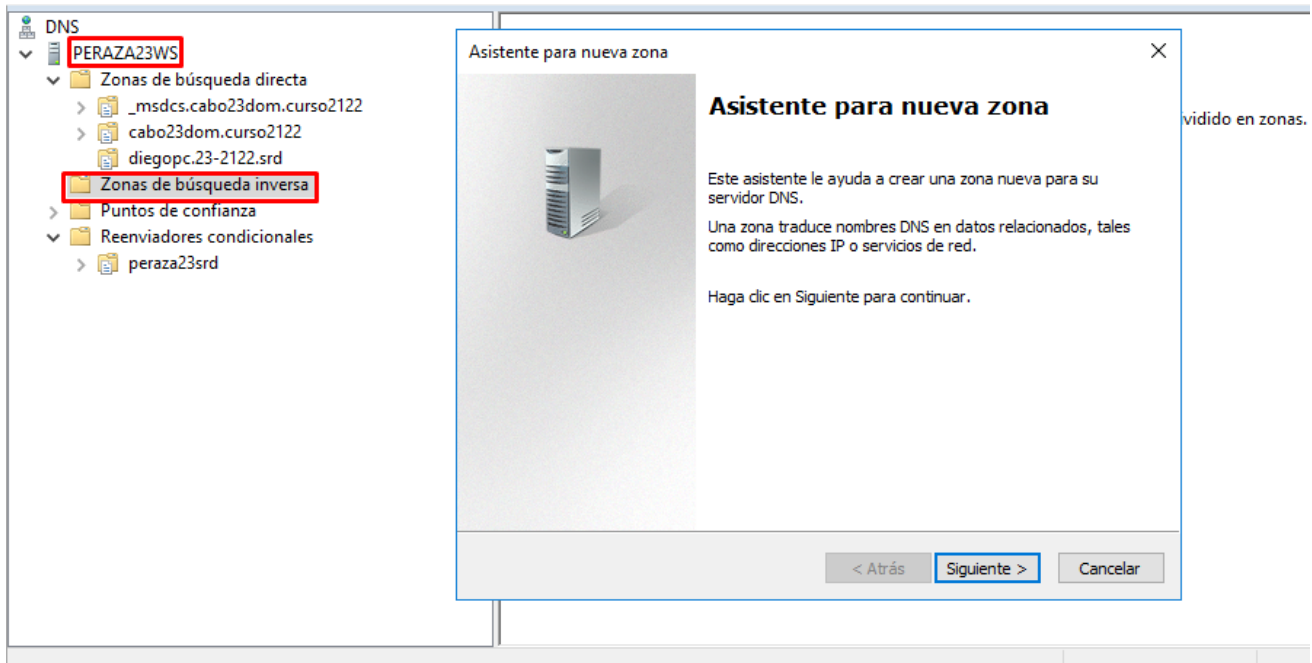 DNS
PERAZA23WS
Zonas de búsqueda directa
_msdcs.cabo23dom.curso2122
cabo23dom.curso2122
diegopc.23-2122.srd
Zonas de búsqueda inversa
Puntos de confianza
Reenviadores condicionales
peraza23srd
Asistente para nueva zona
Asistente para nueva zona
Este asistente le ayuda a crear una zona nueva para su
servidor DNS.
Una zona traduce nombres DNS en datos relacionados, tales
como direcciones IP o servicios de red.
Haga clic en Siguiente para continuar.
< Atrás
Siguiente >
Cancelar
vidido en zonas.